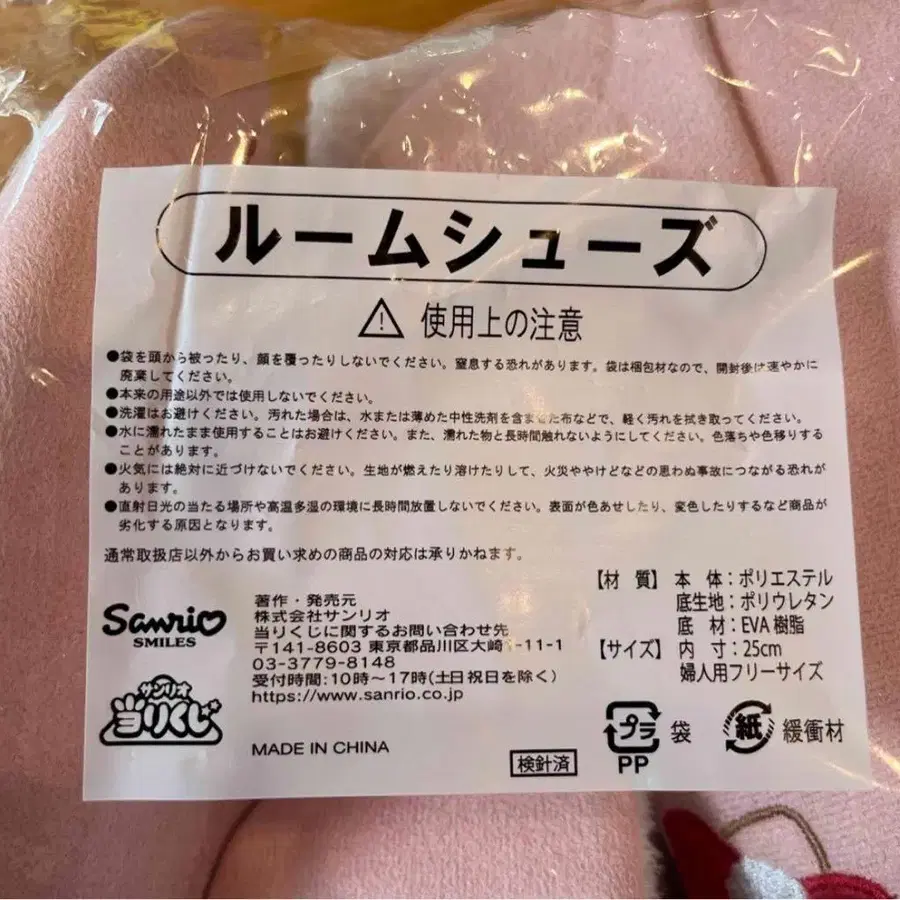 ルームシューズ
⚠ 使用上の注意
●袋を頭から被ったり、顔を覆ったりしないでください。窒息する恐れがあります。袋は梱包材なので、開封後は速やかに
廃棄してください。
●本来の用途以外では使用しないでください。
●洗濯はお避けください。汚れた場合は、水または薄めた中性洗剤を含ませた布などで、軽く汚れを拭き取ってください。
●水に濡れたまま使用することはお避けください。また、濡れた物と長時間触れないようにしてください。色落ちや色移りする
ことがあります。
●火気には絶対に近づけないでください。生地が燃えたり溶けたりして、火災ややけどなどの思わぬ事故につながる恐れが
あります。
●直射日光の当たる場所や高温多湿の環境に長時間放置しないでください。表面が色あせしたり、変色したりするなど商品が
劣化する原因となります。
通常取扱店以外からお買い求めの商品の対応は承りかねます。
Sanrio
SMILES
サンリオ
当りくじ
著作・発売元
株式会社サンリオ
当りくじに関するお問い合わせ先
〒141-8603 東京都品川区大崎1-11-1
03-3779-8148
受付時間:10時～17時(土日祝日を除く)
https://www.sanrio.co.jp
MADE IN CHINA
【材 質】本 体:ポリエステル
底生地:ポリウレタン
底 材:EVA樹脂
【サイズ】内 寸:25cm
婦人用フリーサイズ
プラ 袋
PP
紙 緩衝材
検針済